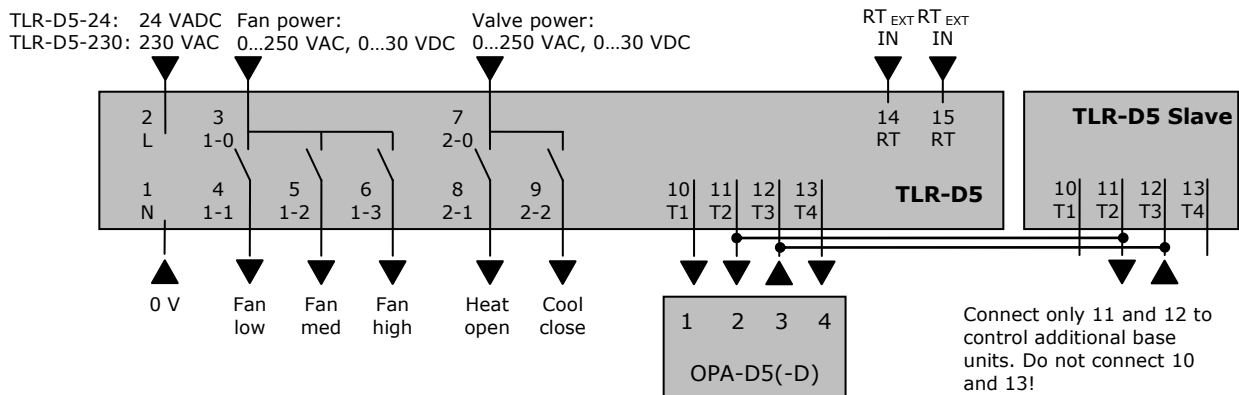 TLR-D5-24: 24 VADC Fan power: Valve power:
TLR-D5-230: 230 VAC 0...250 VAC, 0...30 VDC 0...250 VAC, 0...30 VDC
RT EXT RT EXT
IN IN
2 3 7 14 15 TLR-D5 Slave
L 1-0 2-0 RT RT
1 4 5 6 8 9 10 11 12 13 TLR-D5 10 11 12 13
N 1-1 1-2 1-3 2-1 2-2 T1 T2 T3 T4 T1 T2 T3 T4
0 V Fan Fan Fan Heat Cool
low med high open close
1 2 3 4
OPA-D5(-D)
Connect only 11 and 12 to
control additional base
units. Do not connect 10
and 13!